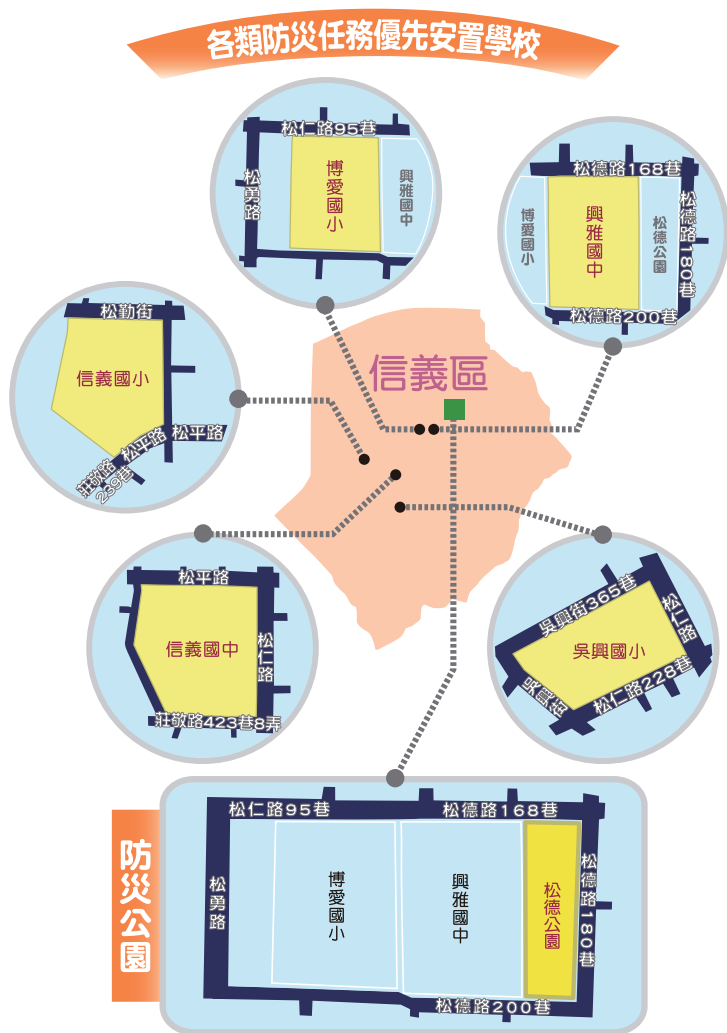 各類防災任務優先安置學校
松仁路95巷
松勇路
博愛國小
興雅國中
松德路168巷
博愛國小
興雅國中
松德公園
松德路180巷
松德路200巷
松勤街
信義國小
松平路
松平路
莊敬路
239巷
信義區
松平路
信義國中
松仁路
莊敬路423巷8弄
吳興街365巷
松仁路
吳興國小
吳興街
松仁路228巷
防災公園
松仁路95巷
松德路168巷
松勇路
博愛國小
興雅國中
松德公園
松德路180巷
松德路200巷